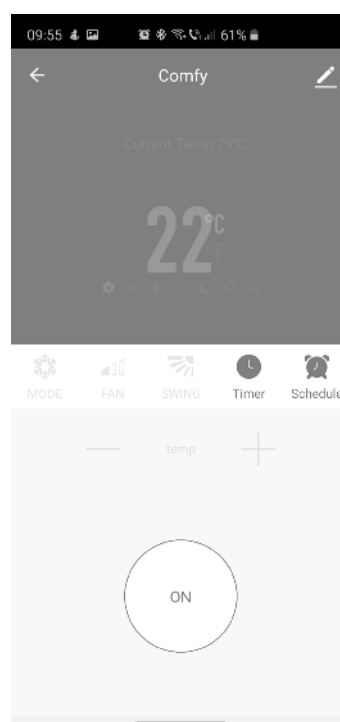 09:55 61%
Comfy
Current Temp 29°C
22°C
°F
MODE FAN SWING Timer Schedule
temp
ON